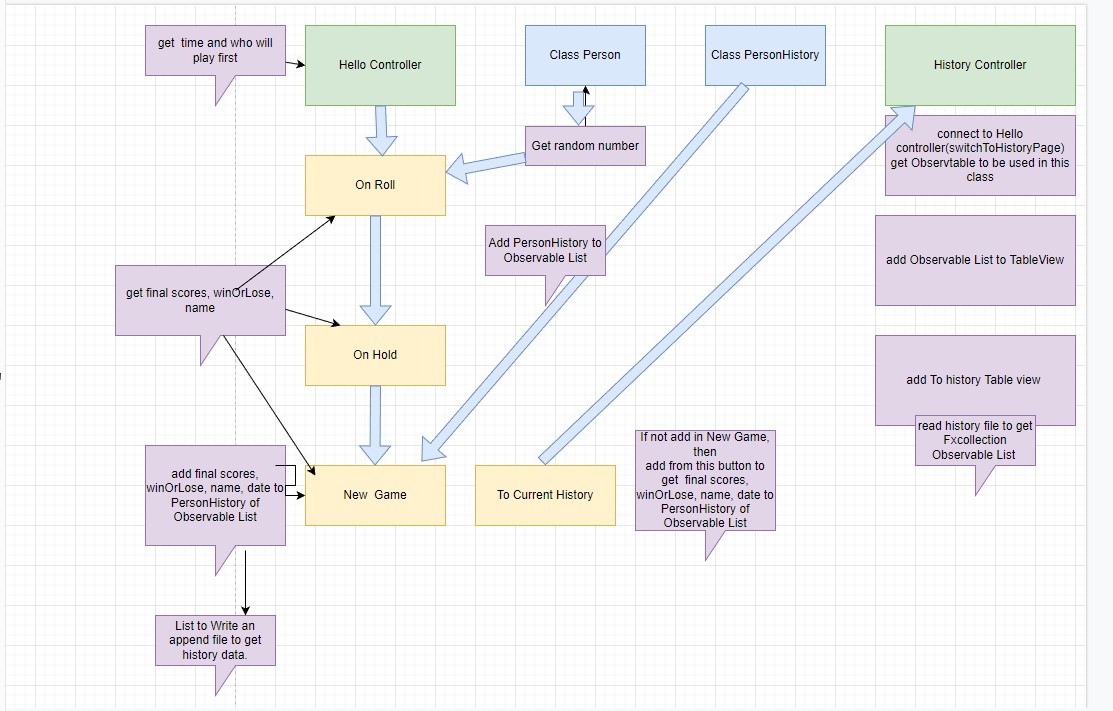 get time and who will
play first
Hello Controller
Class Person
Class PersonHistory
History Controller
Get random number
connect to Hello
controller(switchToHistoryPage)
get Observtable to be used in this
class
On Roll
Add PersonHistory to
Observable List
add Observable List to TableView
get final scores, winOrLose,
name
On Hold
add To history Table view
read history file to get
Fxcollection
Observable List
If not add in New Game,
then
add from this button to
get final scores,
winOrLose, name, date to
PersonHistory of
Observable List
add final scores,
winOrLose, name, date to
PersonHistory of
Observable List
New Game
To Current History
List to Write an
append file to get
history data.